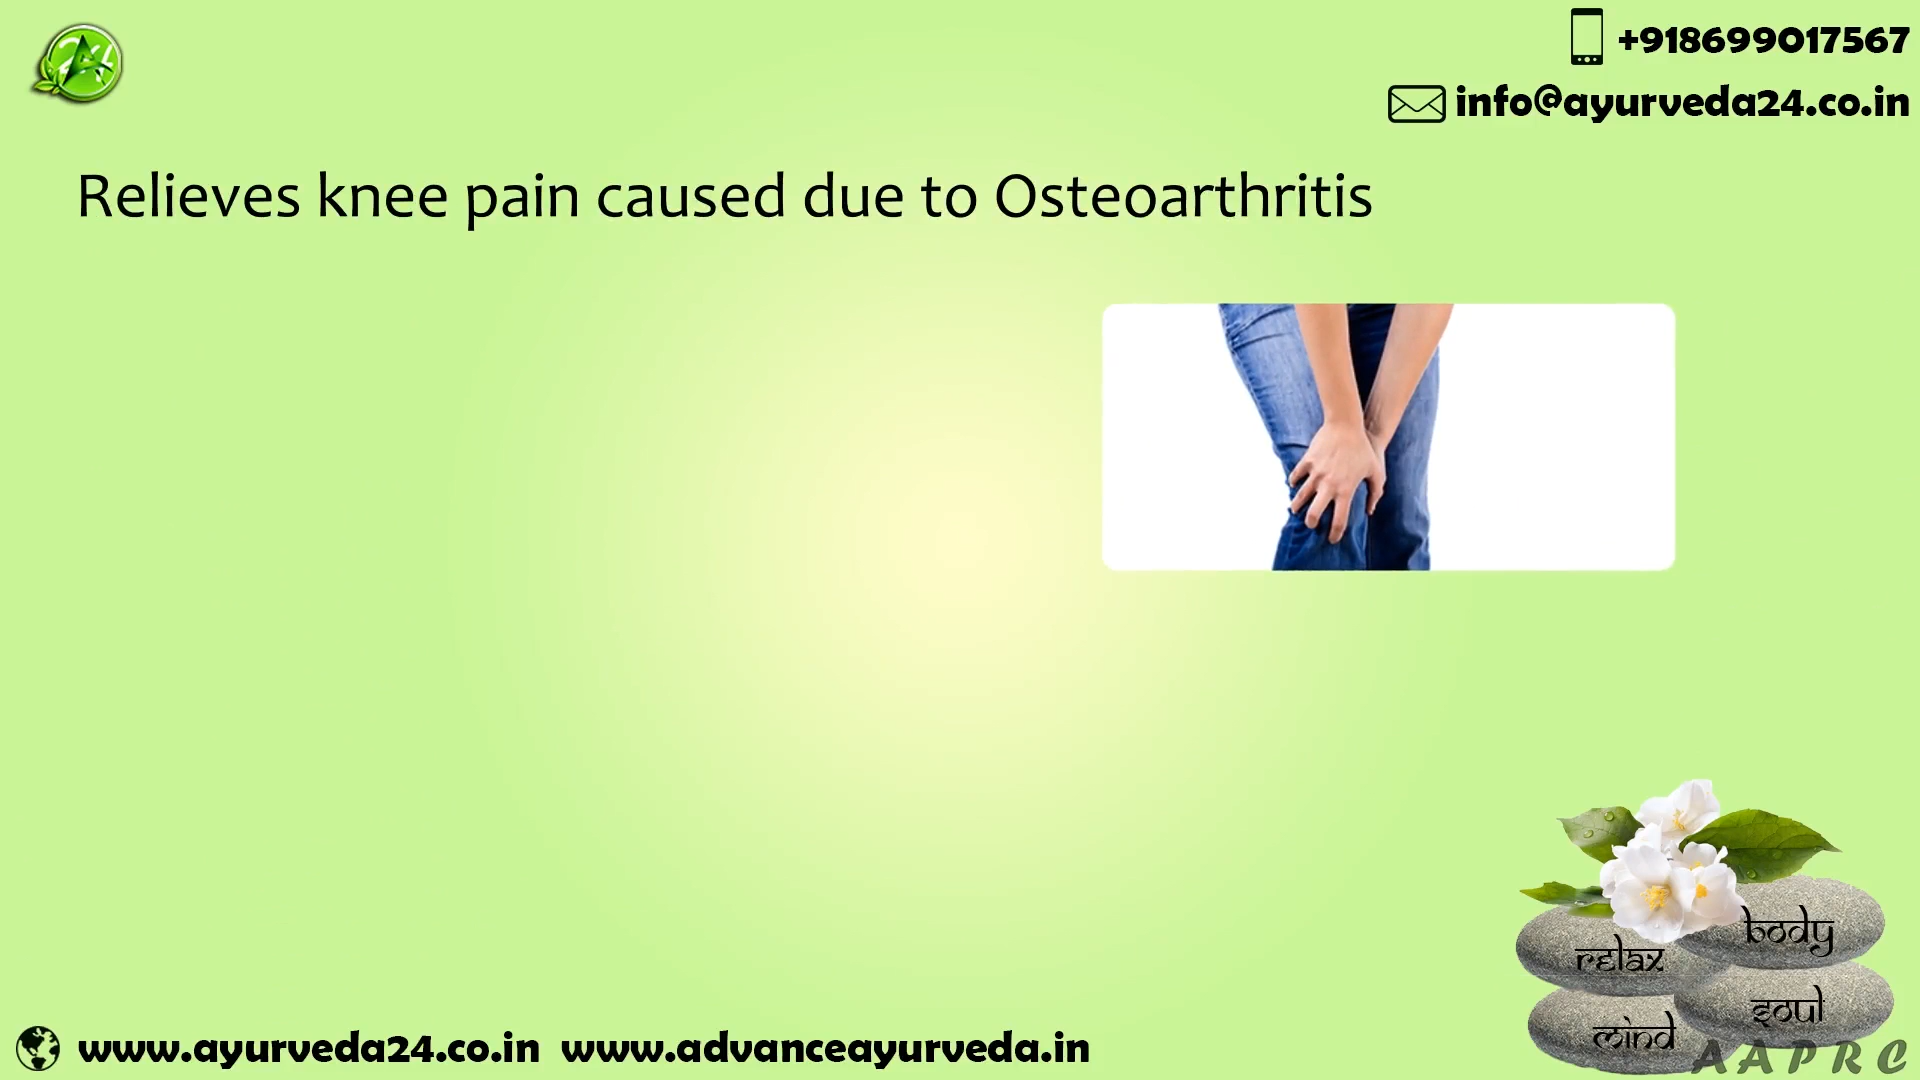 +918699017567
info@ayurveda24.co.in
Relieves knee pain caused due to Osteoarthritis
body
relax
soul
mind
AAPRC
www.ayurveda24.co.in www.advanceayurveda.in